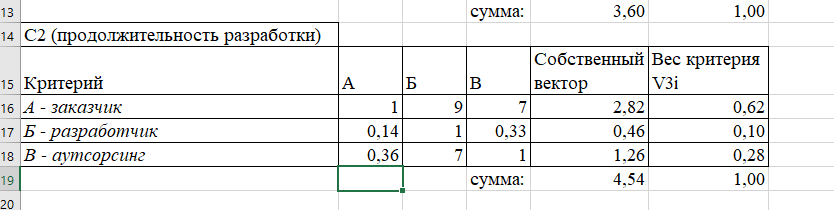 13 сумма: 3,60 1,00
14 С2 (продолжительность разработки)
Собственный Вес критерия
15 Критерий А Б В вектор V3i
16 А - заказчик 1 9 7 2,82 0,62
17 Б - разработчик 0,14 1 0,33 0,46 0,10
18 В - аутсорсинг 0,36 7 1 1,26 0,28
19 сумма: 4,54 1,00
20